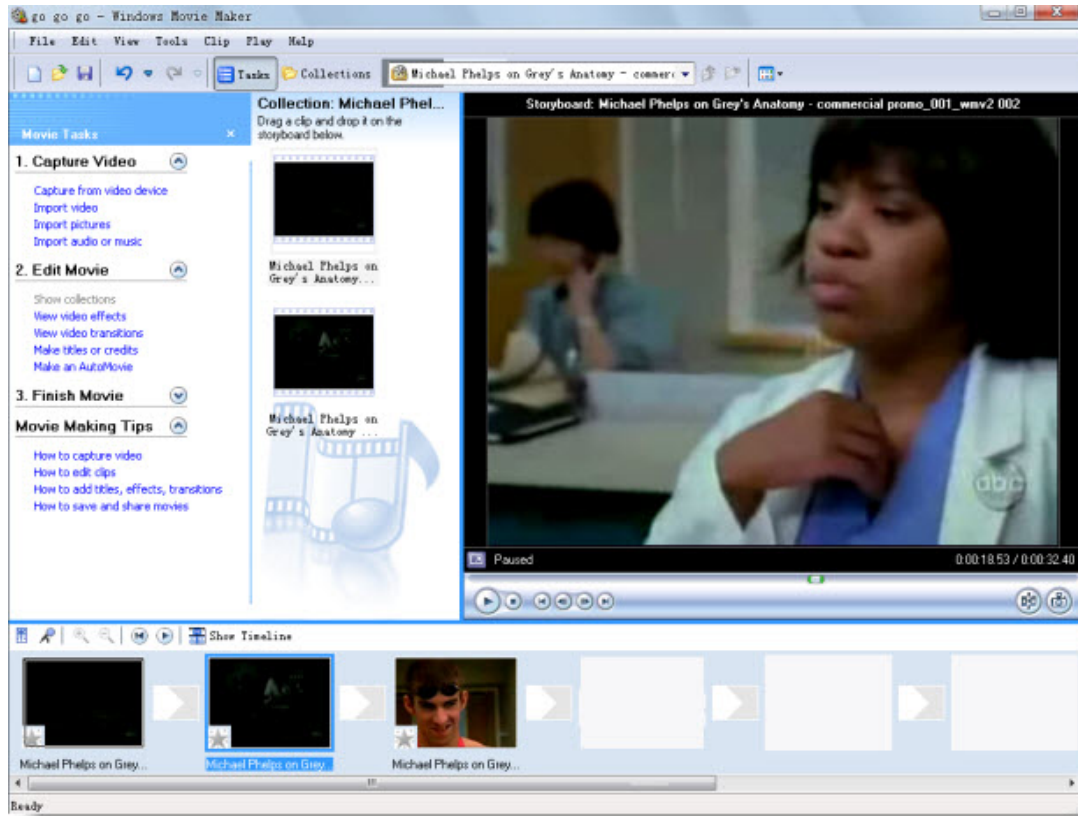 go go go - Windows Movie Maker
File Edit View Tools Clip Play Help
Tasks Collections Michael Phelps on Grey's Anatomy - commerc
Movie Tasks
1. Capture Video
Capture from video device
Import video
Import pictures
Import audio or music
2. Edit Movie
Show collections
View video effects
View video transitions
Make titles or credits
Make an AutoMovie
3. Finish Movie
Movie Making Tips
How to capture video
How to edit clips
How to add titles, effects, transitions
How to save and share movies
Collection: Michael Phel...
Drag a clip and drop it on the
storyboard below.
Michael Phelps on
Grey's Anatomy...
Michael Phelps on
Grey's Anatomy ...
Storyboard: Michael Phelps on Grey's Anatomy - commercial promo_001_wmv2 002
abc
Paused 0:00:18.53 / 0:00:32.40
Show Timeline
Michael Phelps on Grey... Michael Phelps on Grey... Michael Phelps on Grey...
Ready